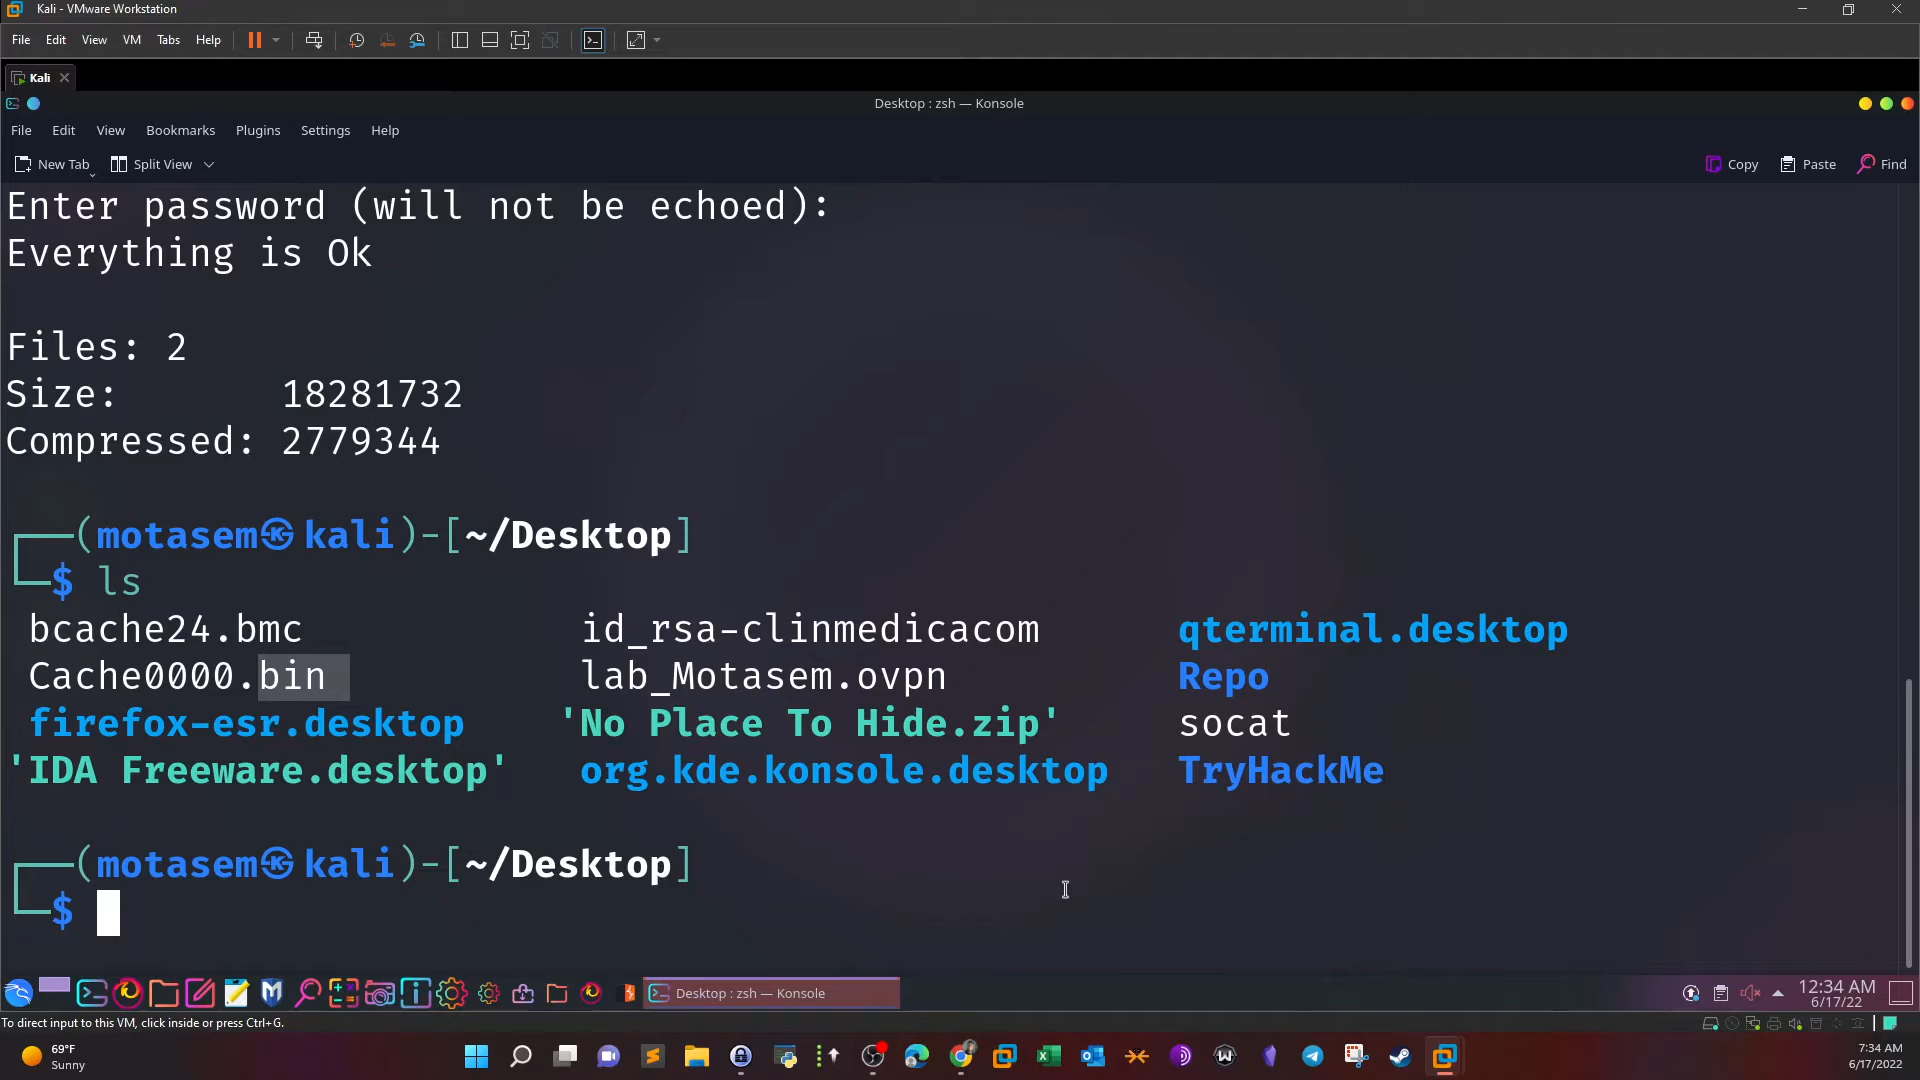 Kali - VMware Workstation
File Edit View VM Tabs Help
Kali
Desktop : zsh — Konsole
File Edit View Bookmarks Plugins Settings Help
New Tab Split View Copy Paste Find
Enter password (will not be echoed):
Everything is Ok
Files: 2
Size: 18281732
Compressed: 2779344
(motasem㉿kali)-[~/Desktop]
$ ls
bcache24.bmc id_rsa-clinmedicacom qterminal.desktop
Cache0000.bin lab_Motasem.ovpn Repo
firefox-esr.desktop 'No Place To Hide.zip' socat
'IDA Freeware.desktop' org.kde.konsole.desktop TryHackMe
(motasem㉿kali)-[~/Desktop]
$
Desktop : zsh — Konsole
12:34 AM
6/17/22
To direct input to this VM, click inside or press Ctrl+G.
69°F
Sunny
7:34 AM
6/17/2022